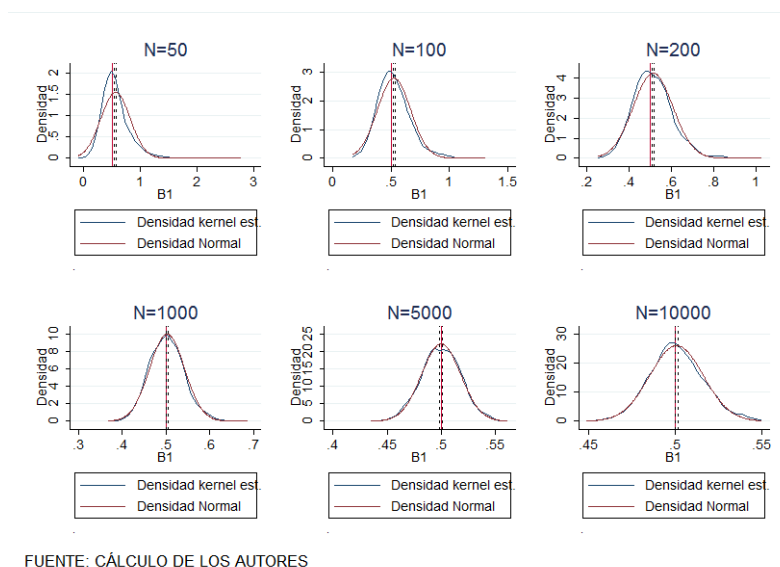 N=50
N=100
N=200
Densidad
0 .5 1 1.5 2
0 1 2 3
B1
Densidad kernel est.
Densidad Normal
Densidad
0 1 2 3
0 .5 1 1.5
B1
Densidad kernel est.
Densidad Normal
Densidad
0 1 2 3 4
.2 .4 .6 .8 1
B1
Densidad kernel est.
Densidad Normal
N=1000
N=5000
N=10000
Densidad
0 2 4 6 8 10
.3 .4 .5 .6 .7
B1
Densidad kernel est.
Densidad Normal
Densidad
0 5 10 15 20 25
.4 .45 .5 .55
B1
Densidad kernel est.
Densidad Normal
Densidad
0 10 20 30
.45 .5 .55
B1
Densidad kernel est.
Densidad Normal
FUENTE: CÁLCULO DE LOS AUTORES